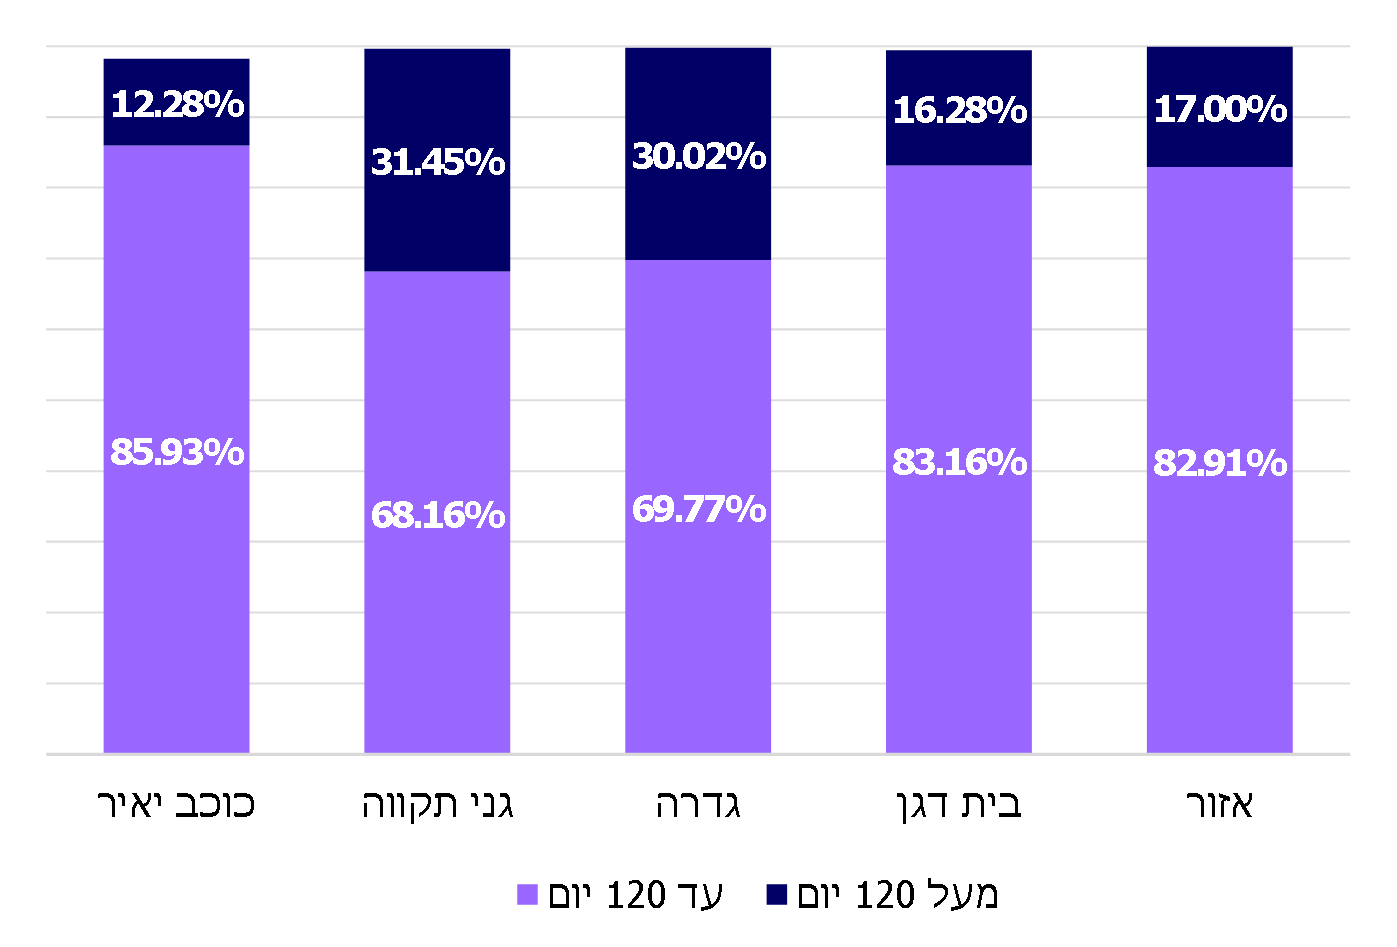 12.28%
31.45%
30.02%
16.28%
17.00%
85.93%
68.16%
69.77%
83.16%
82.91%
כוכב יאיר
גני תקווה
גדרה
בית דגן
אזור
עד 120 יום
מעל 120 יום